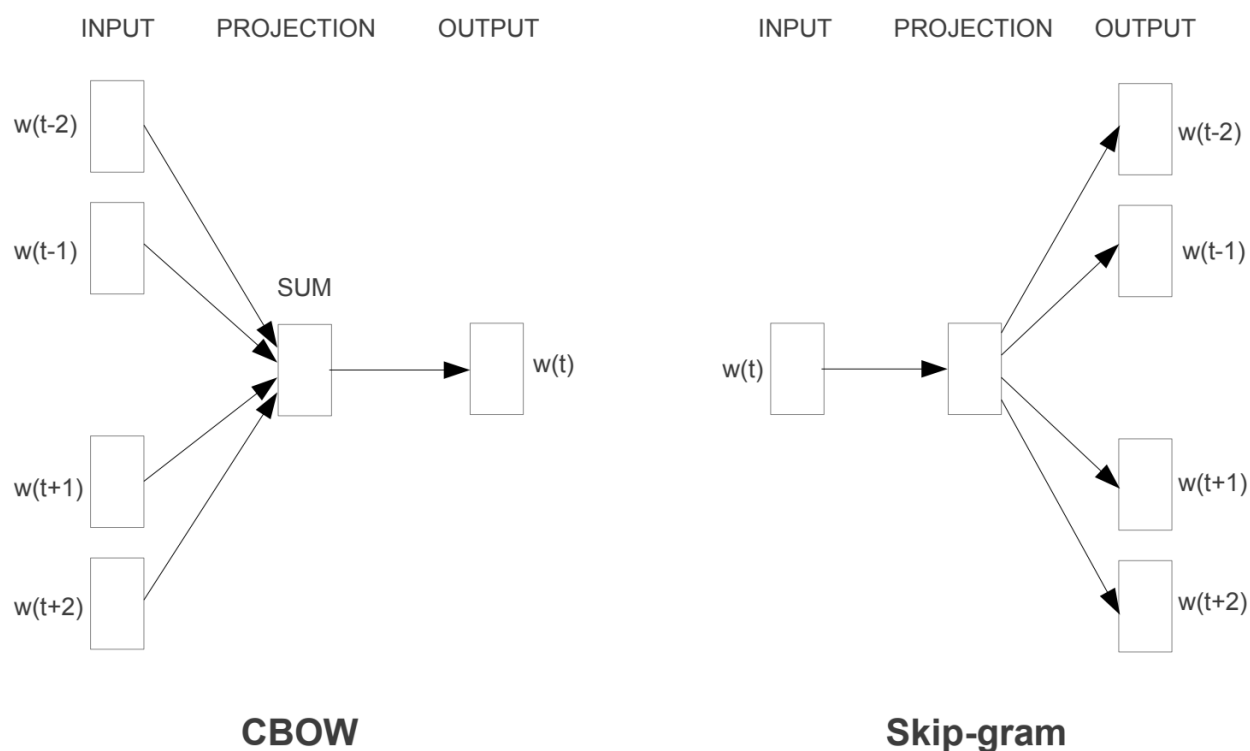 INPUT PROJECTION OUTPUT
w(t-2)
w(t-1)
SUM
w(t)
w(t+1)
w(t+2)
CBOW
INPUT PROJECTION OUTPUT
w(t-2)
w(t-1)
w(t)
w(t+1)
w(t+2)
Skip-gram